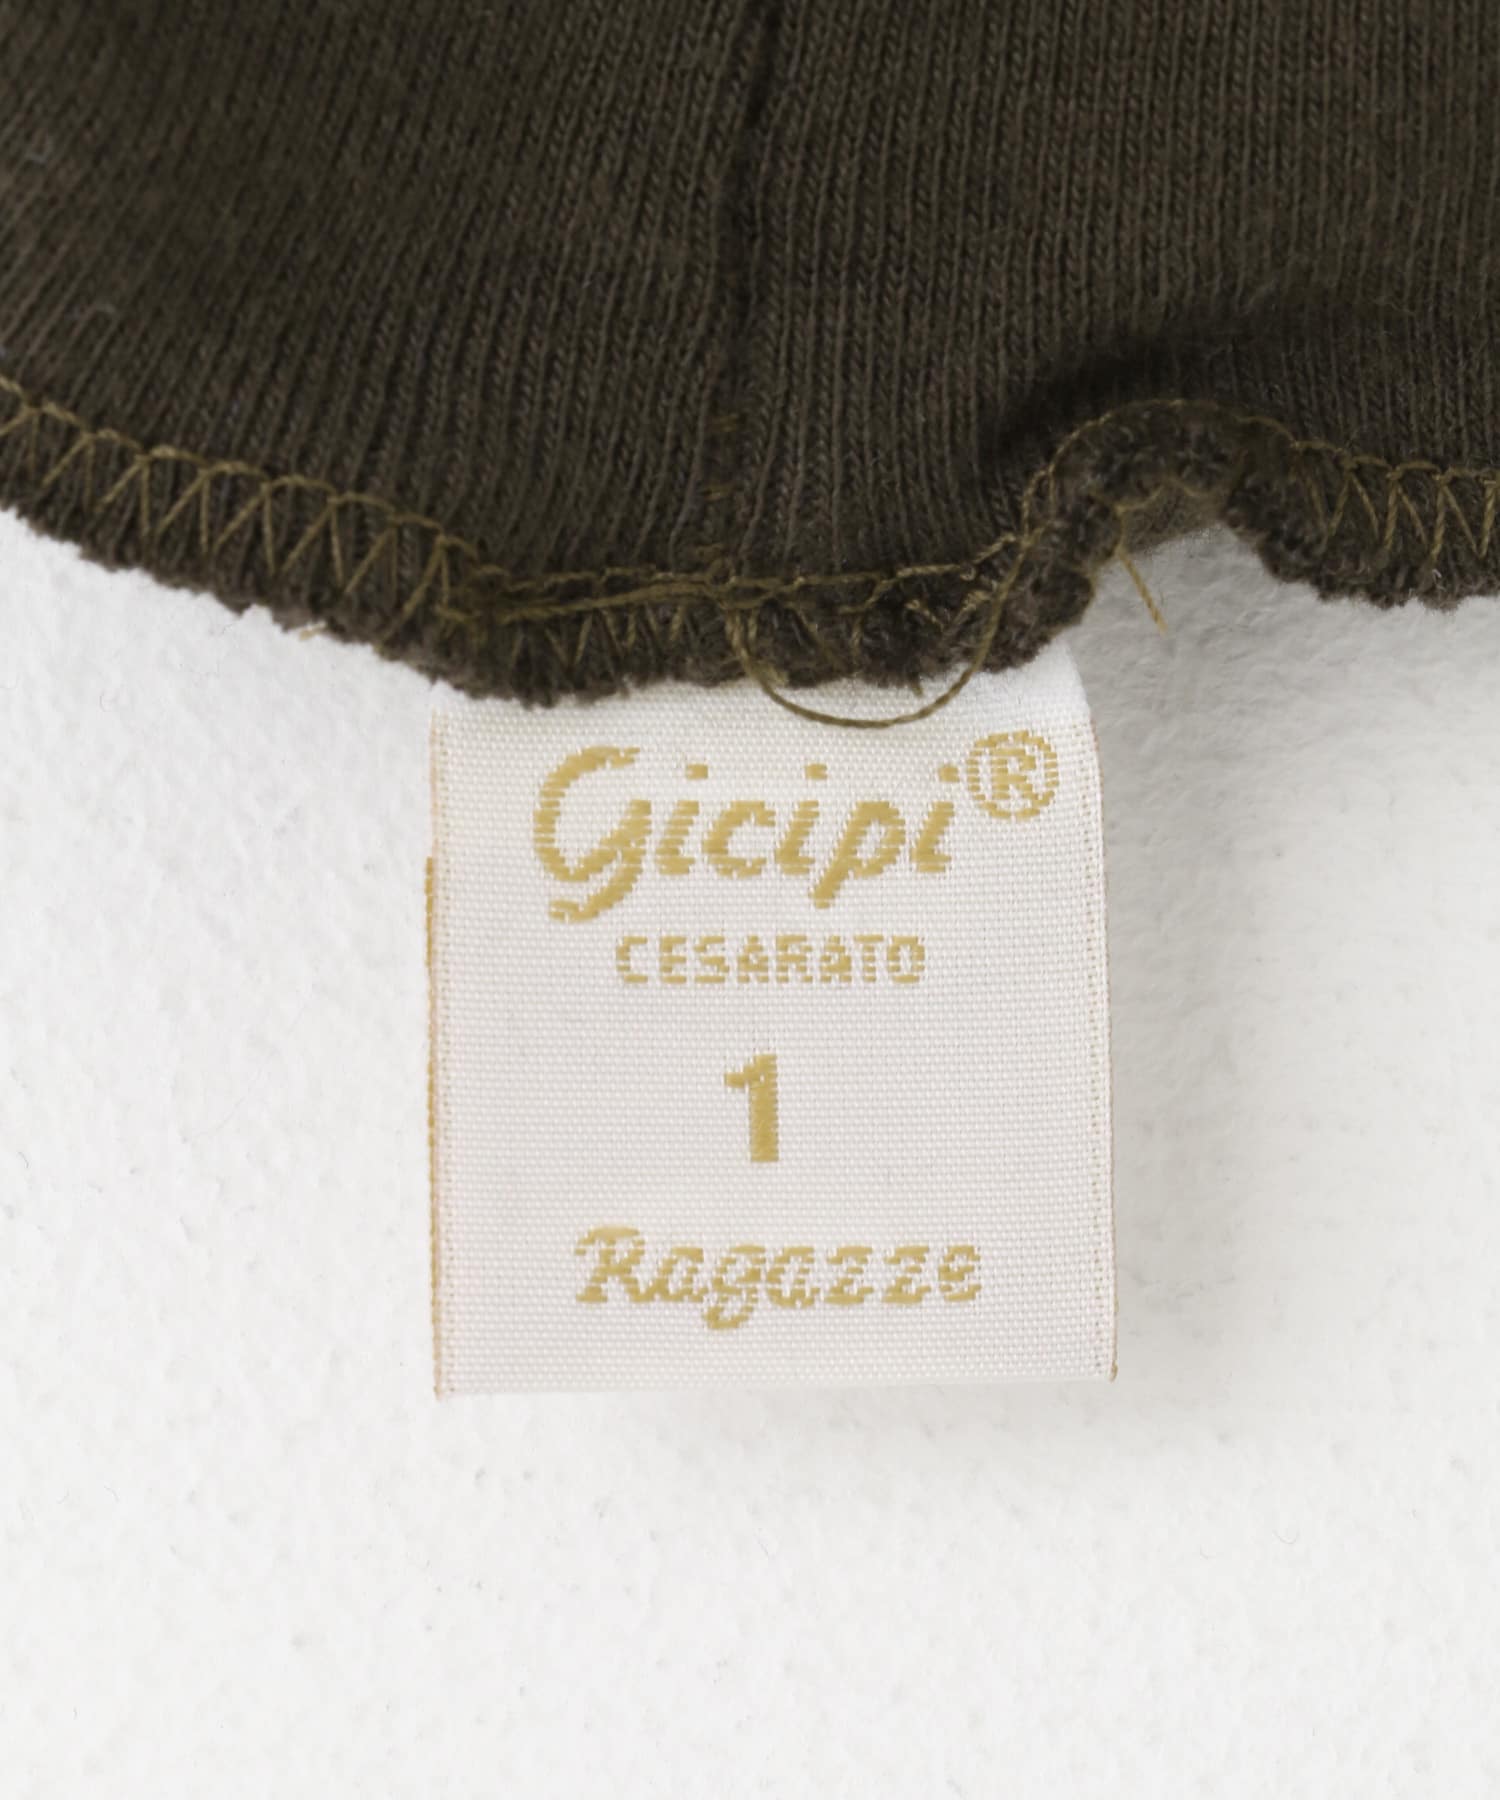 gicipi®
CESARATO
1
Ragazze